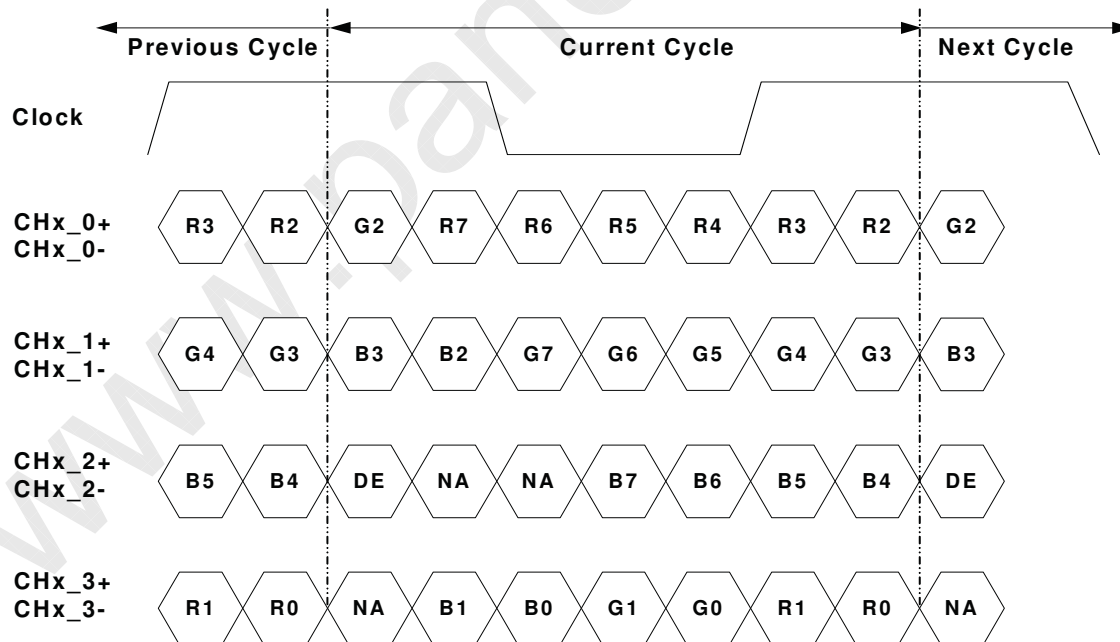 Previous Cycle Current Cycle Next Cycle
Clock
CHx_0+
CHx_0-
R3 R2 G2 R7 R6 R5 R4 R3 R2 G2
CHx_1+
CHx_1-
G4 G3 B3 B2 G7 G6 G5 G4 G3 B3
CHx_2+
CHx_2-
B5 B4 DE NA NA B7 B6 B5 B4 DE
CHx_3+
CHx_3-
R1 R0 NA B1 B0 G1 G0 R1 R0 NA
www.pan